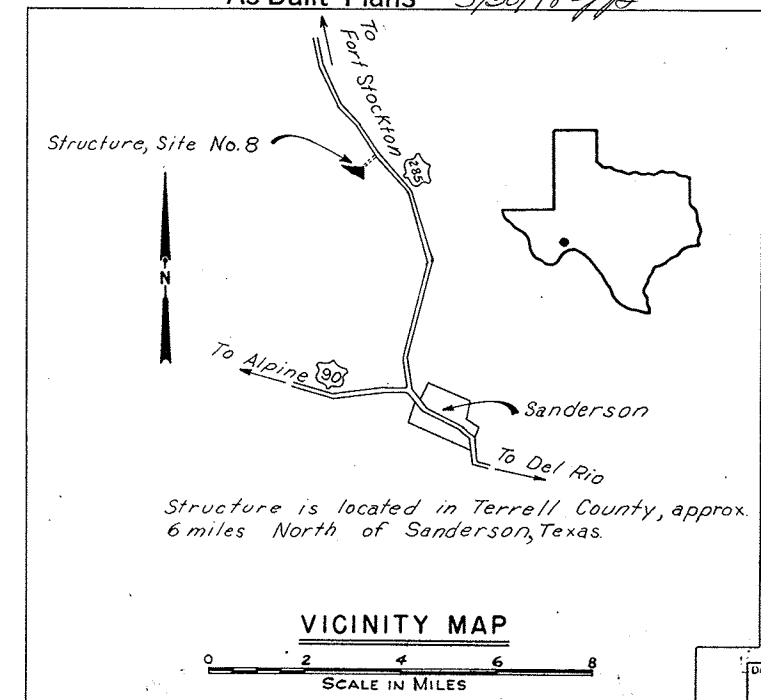 As Built Plans
To
Fort Stockton
285
Structure, Site No. 8
N
To Alpine
90
Sanderson
To Del Rio
Structure is located in Terrell County, approx.
6 miles North of Sanderson, Texas.
VICINITY MAP
0 2 4 6 8
SCALE IN MILES